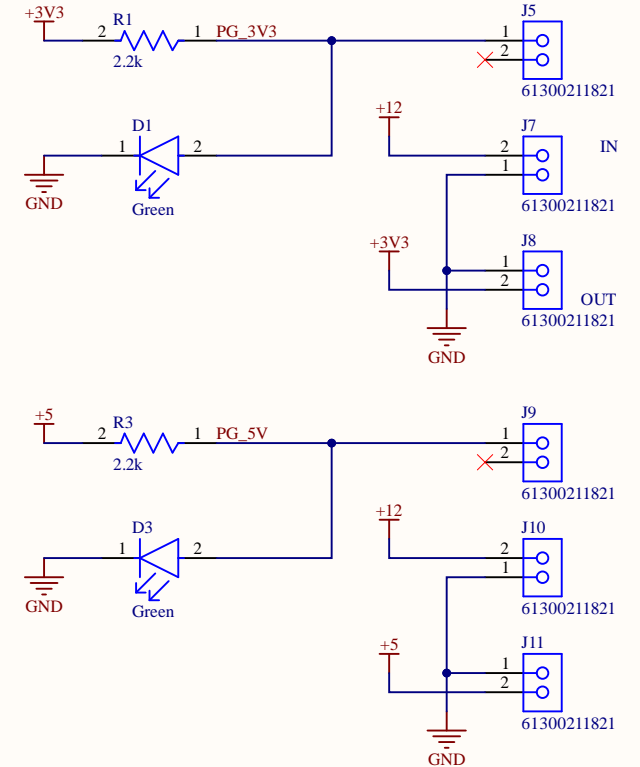 +3V3
R1
2 1 PG_3V3
2.2k
J5
1
2
61300211821
D1
1 2
Green
GND
+12
J7
2
1
IN
61300211821
+3V3
J8
1
2
OUT
61300211821
GND
+5
R3
2 1 PG_5V
2.2k
J9
1
2
61300211821
D3
1 2
Green
GND
+12
J10
2
1
61300211821
+5
J11
1
2
61300211821
GND